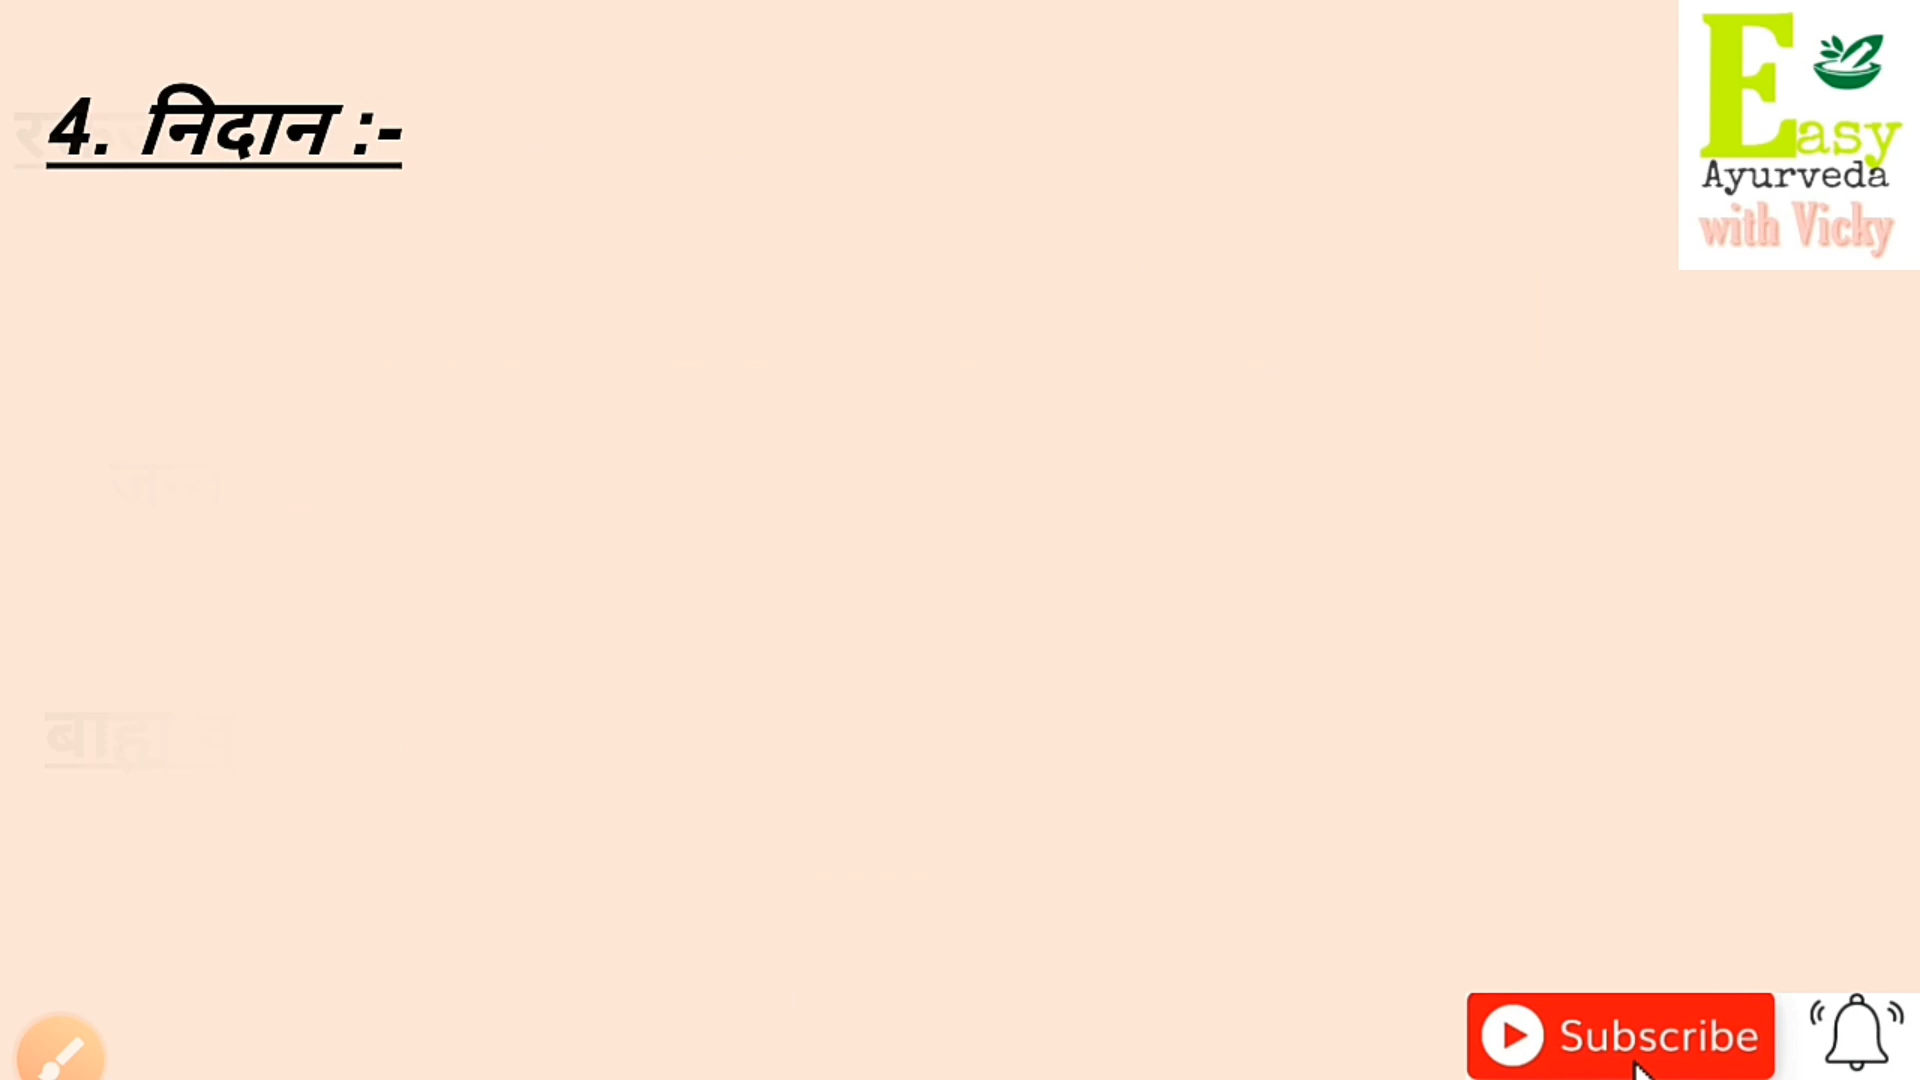 4. निदान :-
Easy
Ayurveda
with Vicky
Subscribe